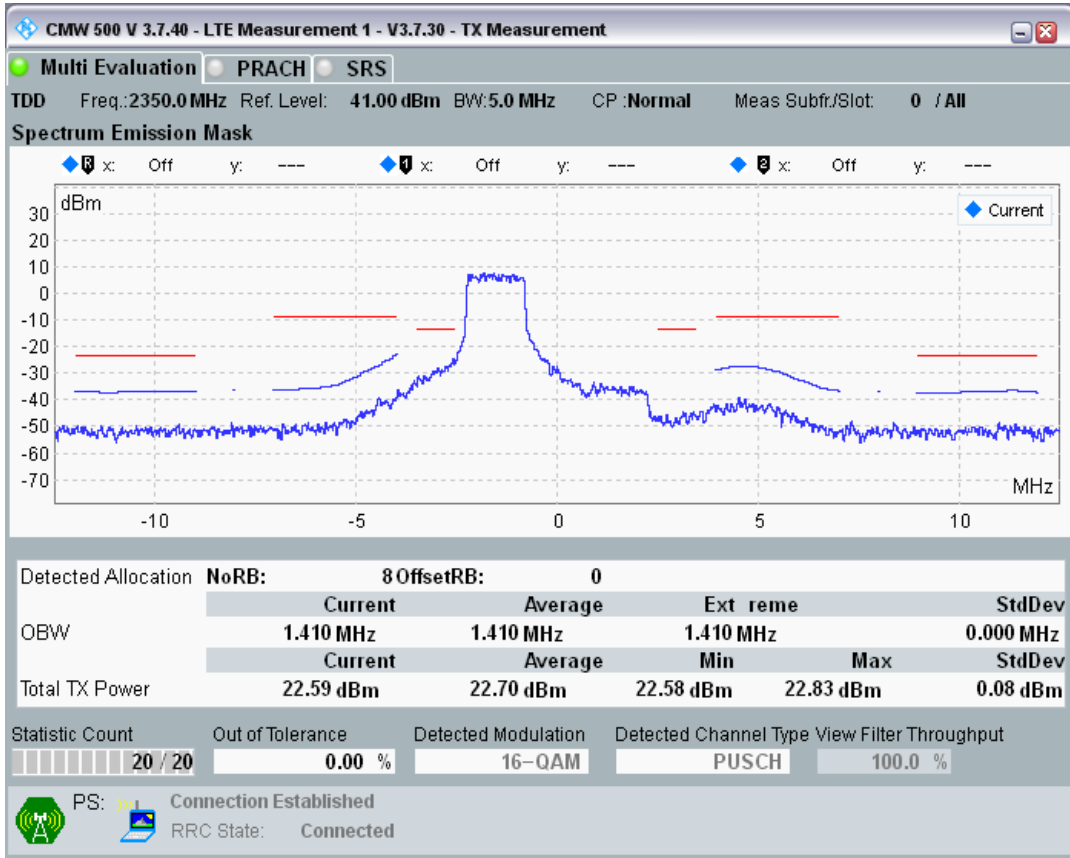 CMW 500 V 3.7.40 - LTE Measurement 1 - V3.7.30 - TX Measurement
Multi Evaluation PRACH SRS
TDD Freq.:2350.0 MHz Ref. Level: 41.00 dBm BW:5.0 MHz CP :Normal Meas Subfr./Slot: 0 / All
Spectrum Emission Mask
R x: Off y: --- 1 x: Off y: --- 2 x: Off y: ---
dBm
Current
30
20
10
0
-10
-20
-30
-40
-50
-60
-70
MHz
-10 -5 0 5 10
Detected Allocation NoRB: 8 OffsetRB: 0
Current Average Ext reme StdDev
OBW 1.410 MHz 1.410 MHz 1.410 MHz 0.000 MHz
Current Average Min Max StdDev
Total TX Power 22.59 dBm 22.70 dBm 22.58 dBm 22.83 dBm 0.08 dBm
Statistic Count Out of Tolerance Detected Modulation Detected Channel Type View Filter Throughput
20 / 20 0.00 % 16-QAM PUSCH 100.0 %
PS: Connection Established
RRC State: Connected